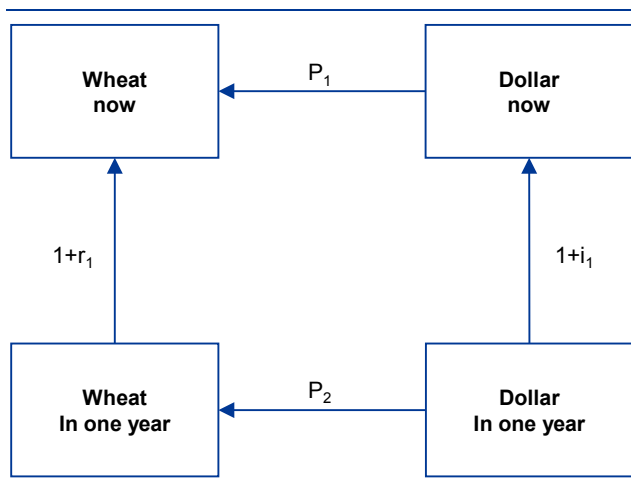 Wheat
now
P₁
Dollar
now
1+r₁
1+i₁
Wheat
In one year
P₂
Dollar
In one year